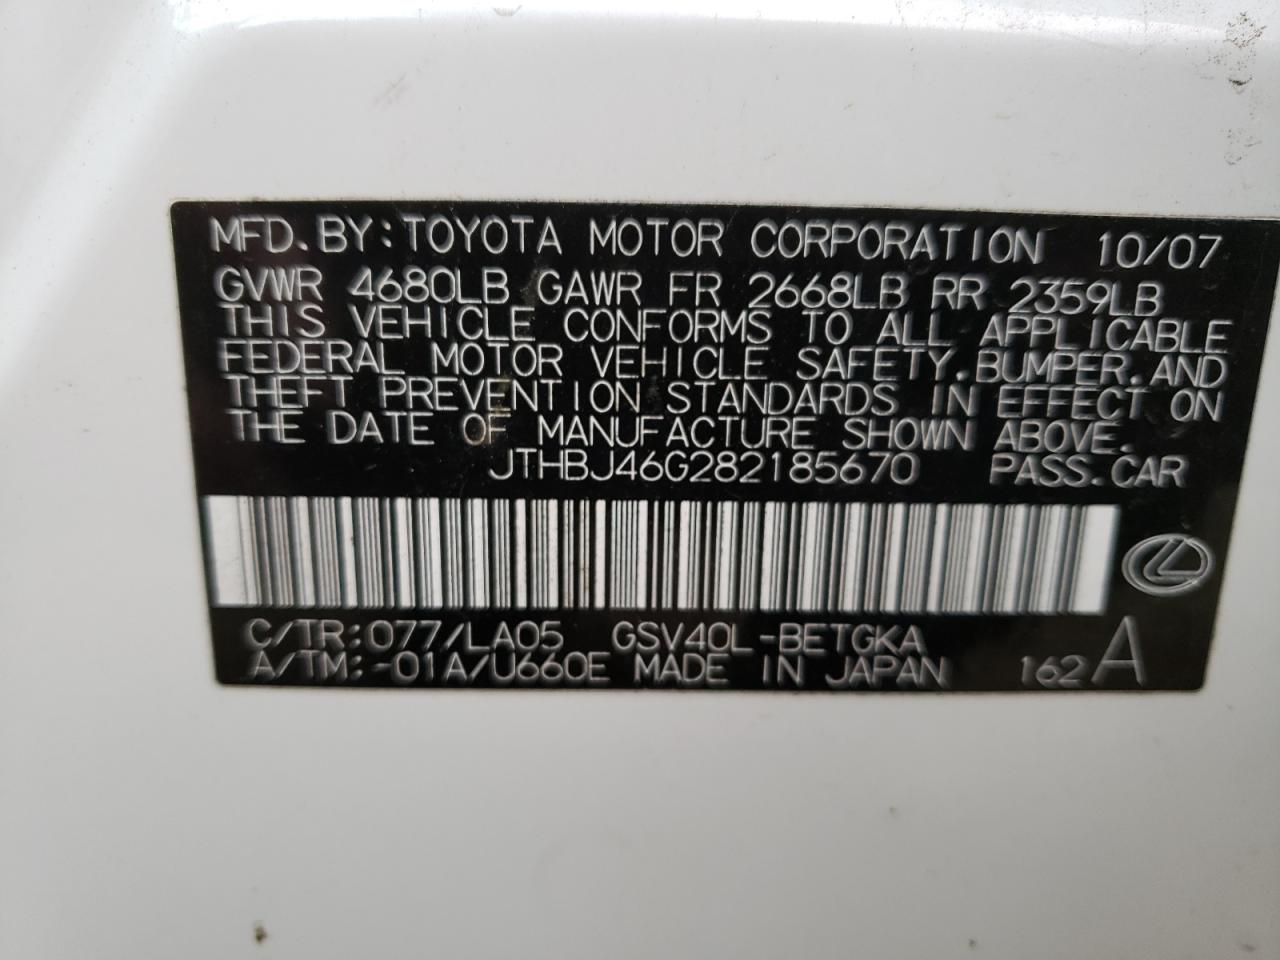 MFD.BY:TOYOTA MOTOR CORPORATION 10/07
GVWR 4680LB GAWR FR 2668LB RR 2359LB
THIS VEHICLE CONFORMS TO ALL APPLICABLE
FEDERAL MOTOR VEHICLE SAFETY,BUMPER,AND
THEFT PREVENTION STANDARDS IN EFFECT ON
THE DATE OF MANUFACTURE SHOWN ABOVE.
JTHBJ46G282185670 PASS.CAR
C/TR:077/LA05 GSV40L-BETGKA
A/TM:-01A/U660E MADE IN JAPAN 162 A